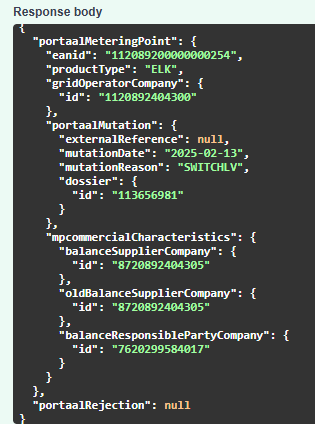 Response body
{
  "portaalMeteringPoint": {
    "eanid": "112089200000000254",
    "productType": "ELK",
    "gridOperatorCompany": {
      "id": "1120892404300"
    },
    "portaalMutation": {
      "externalReference": null,
      "mutationDate": "2025-02-13",
      "mutationReason": "SWITCHLV",
      "dossier": {
        "id": "113656981"
      }
    },
    "mpcommercialCharacteristics": {
      "balanceSupplierCompany": {
        "id": "8720892404305"
      },
      "oldBalanceSupplierCompany": {
        "id": "8720892404305"
      },
      "balanceResponsiblePartyCompany": {
        "id": "7620299584017"
      }
    }
  },
  "portaalRejection": null
}